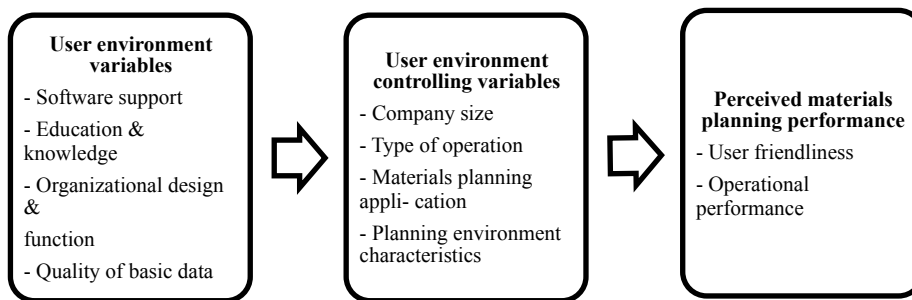 User environment
variables
- Software support
- Education &
knowledge
- Organizational design
&
function
- Quality of basic data
User environment
controlling variables
- Company size
- Type of operation
- Materials planning
appli- cation
- Planning environment
characteristics
Perceived materials
planning performance
- User friendliness
- Operational
performance